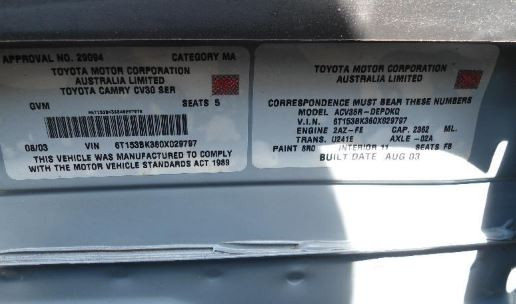 APPROVAL NO. 29094 CATEGORY MA
TOYOTA MOTOR CORPORATION
AUSTRALIA LIMITED
TOYOTA CAMRY CV30 SER
GVM SEATS 5
08/03 VIN 6T153BK360X029797
THIS VEHICLE WAS MANUFACTURED TO COMPLY
WITH THE MOTOR VEHICLE STANDARDS ACT 1989
TOYOTA MOTOR CORPORATION
AUSTRALIA LIMITED
CORRESPONDENCE MUST BEAR THESE NUMBERS
MODEL ACV36R-DEPDKQ
V.I.N. 6T153BK360X029797
ENGINE 2AZ-FE CAP. 2362 ML.
TRANS. U241E AXLE -02A
PAINT 8R0 INTERIOR 11 SEATS FB
BUILT DATE AUG 03